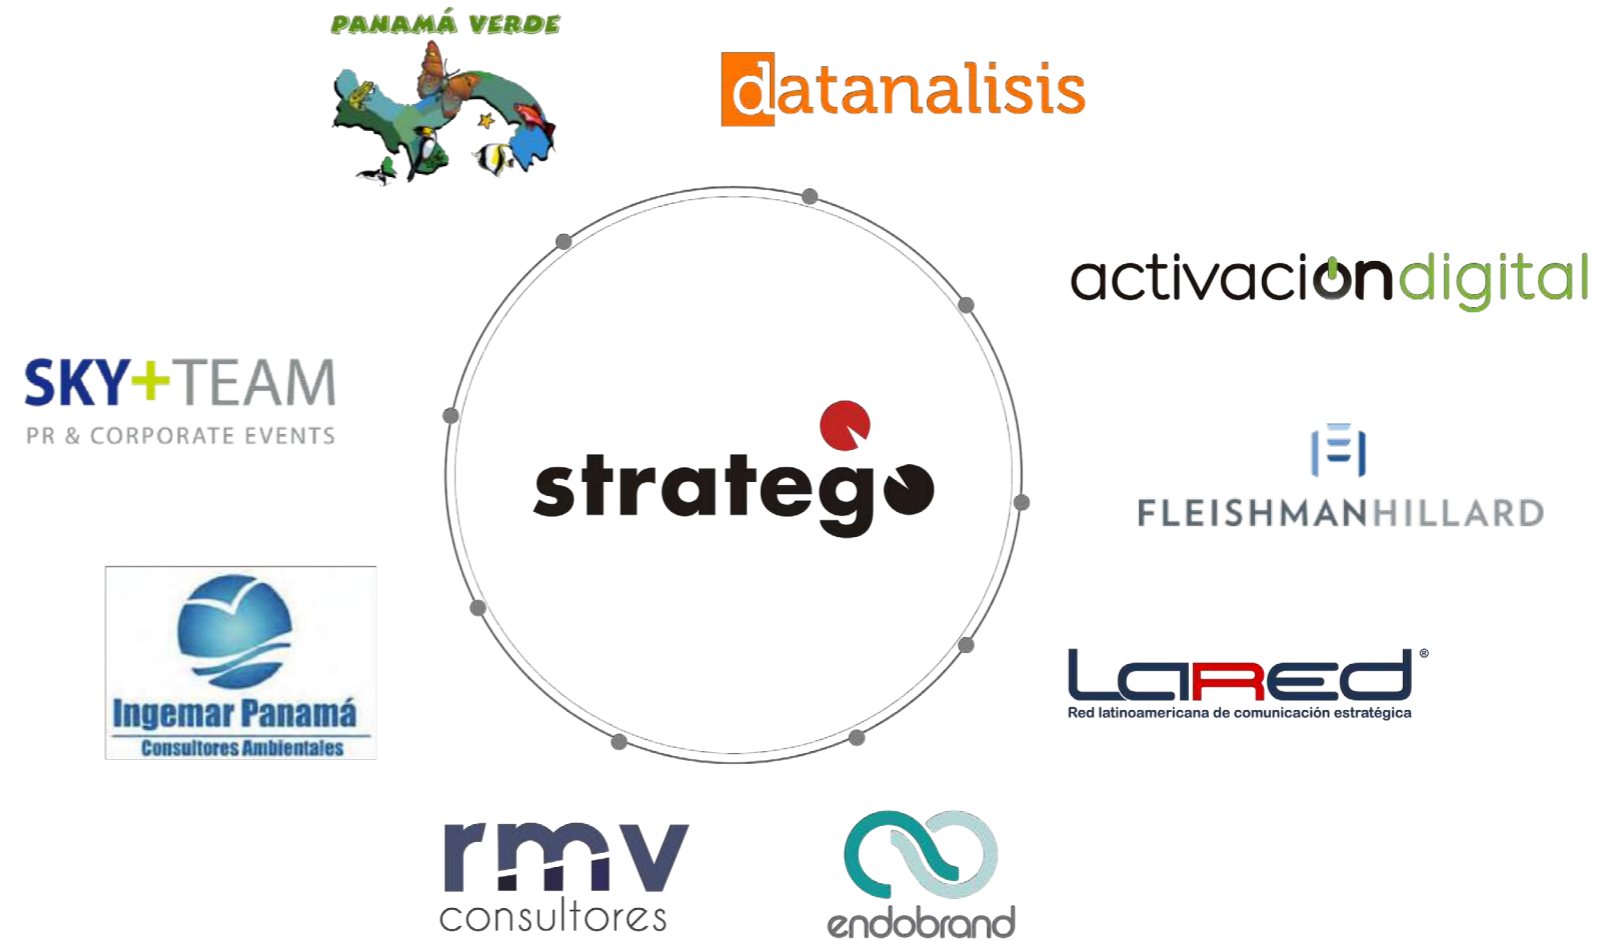 PANAMÁ VERDE
datanalisis
activaciondigital
SKY+TEAM
PR & CORPORATE EVENTS
stratego
FLEISHMANHILLARD
Ingemar Panamá
Consultores Ambientales
LaRed®
Red latinoamericana de comunicación estratégica
rmv
consultores
endobrand